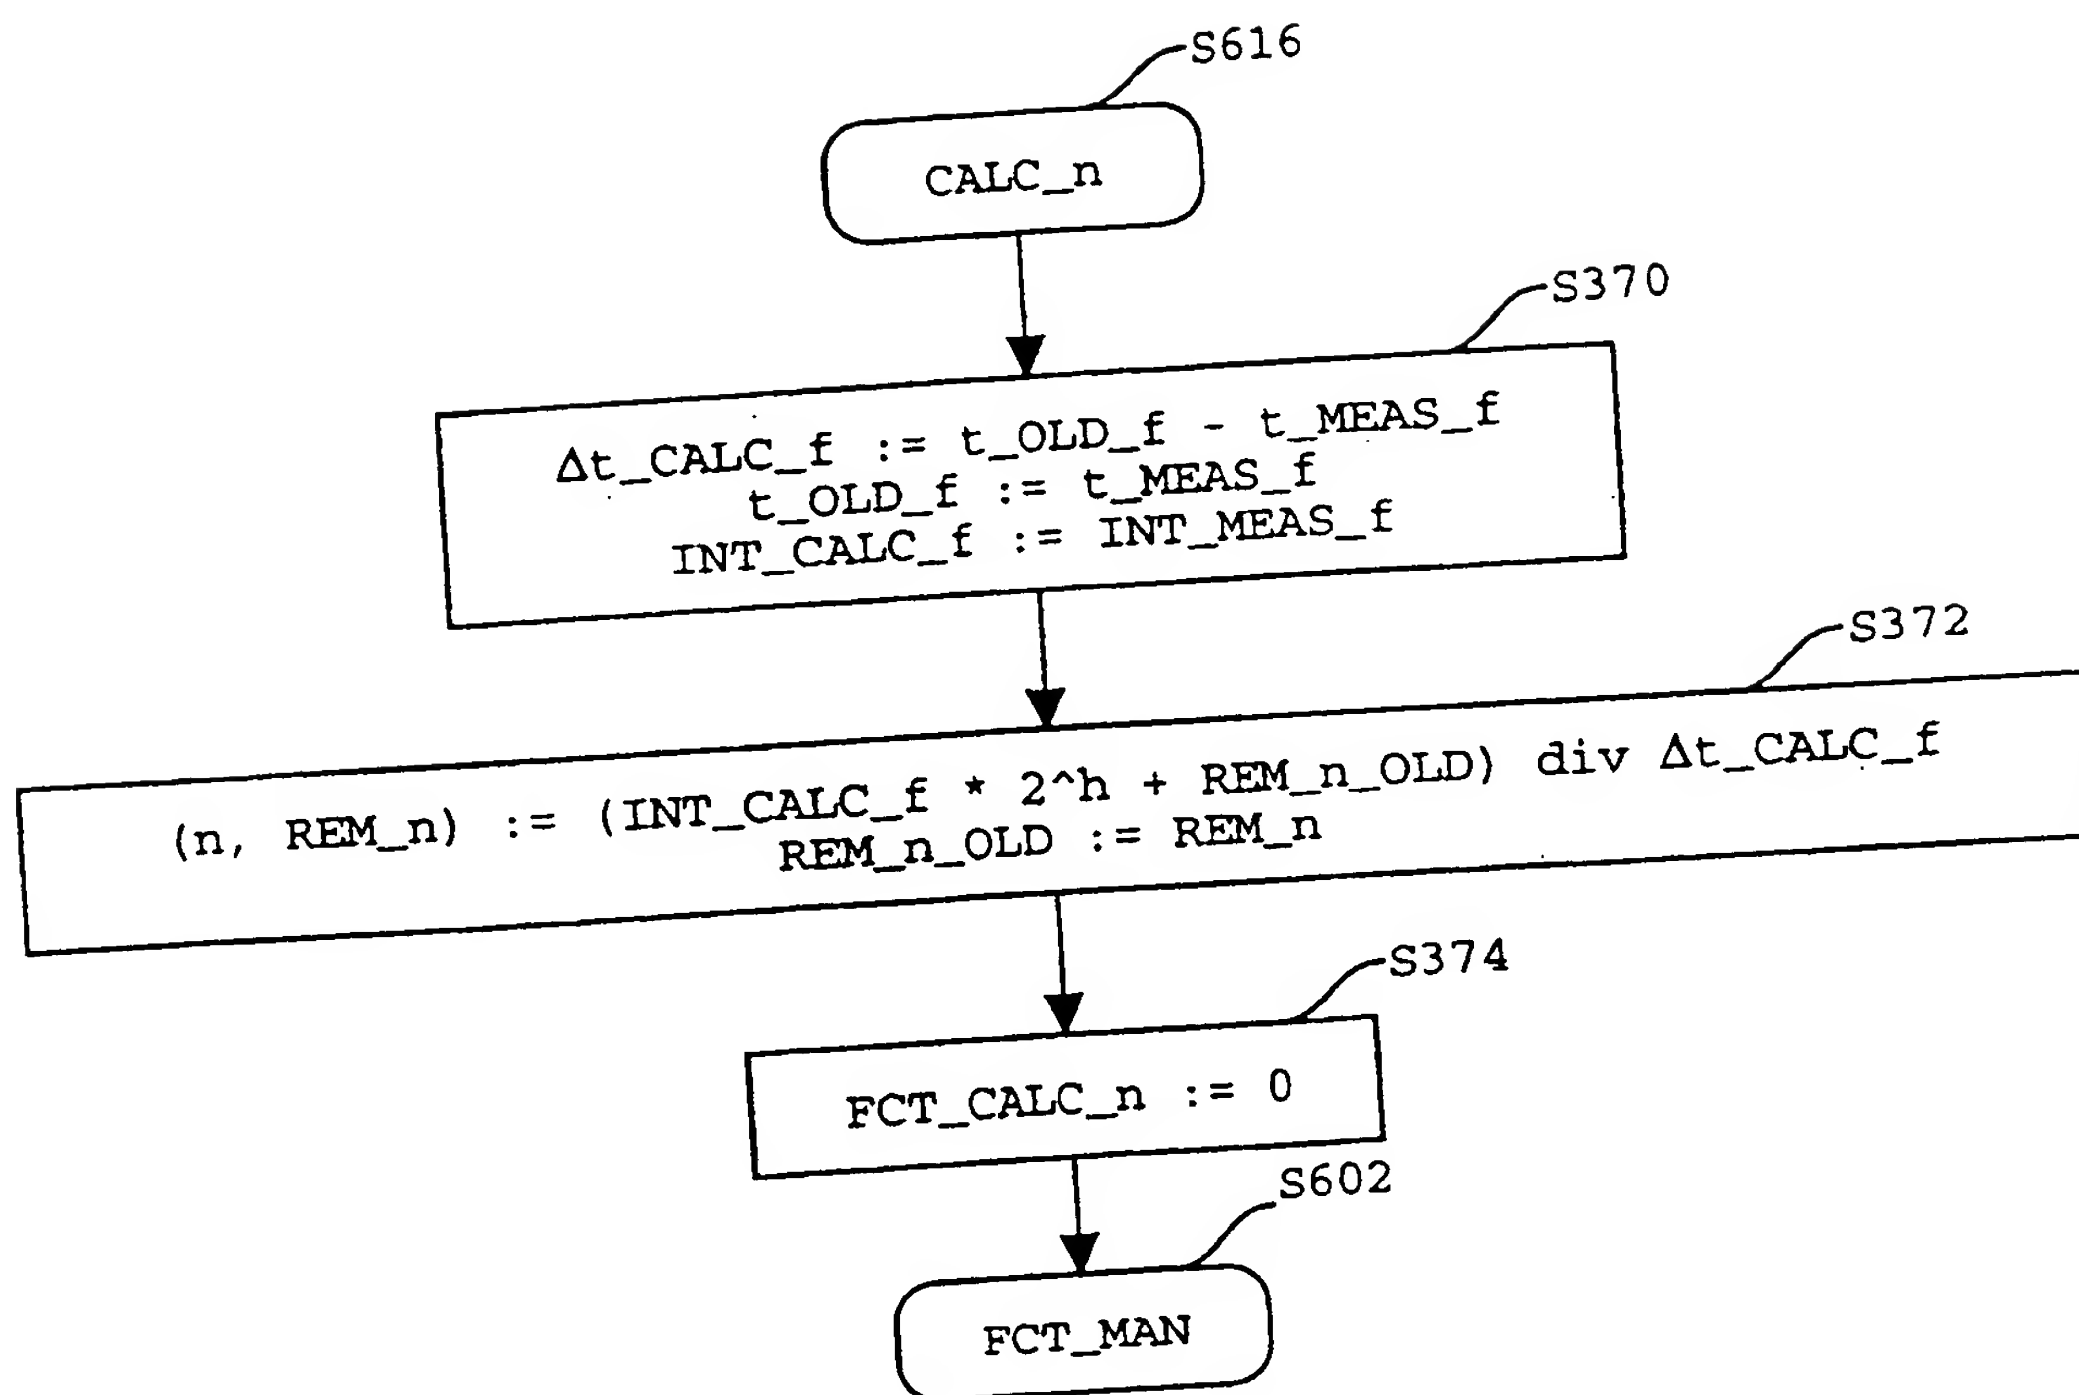 S616
CALC_n
S370
Δt_CALC_f := t_OLD_f - t_MEAS_f
t_OLD_f := t_MEAS_f
INT_CALC_f := INT_MEAS_f
S372
(n, REM_n) := (INT_CALC_f * 2^h + REM_n_OLD) div Δt_CALC_f
REM_n_OLD := REM_n
S374
FCT_CALC_n := 0
S602
FCT_MAN